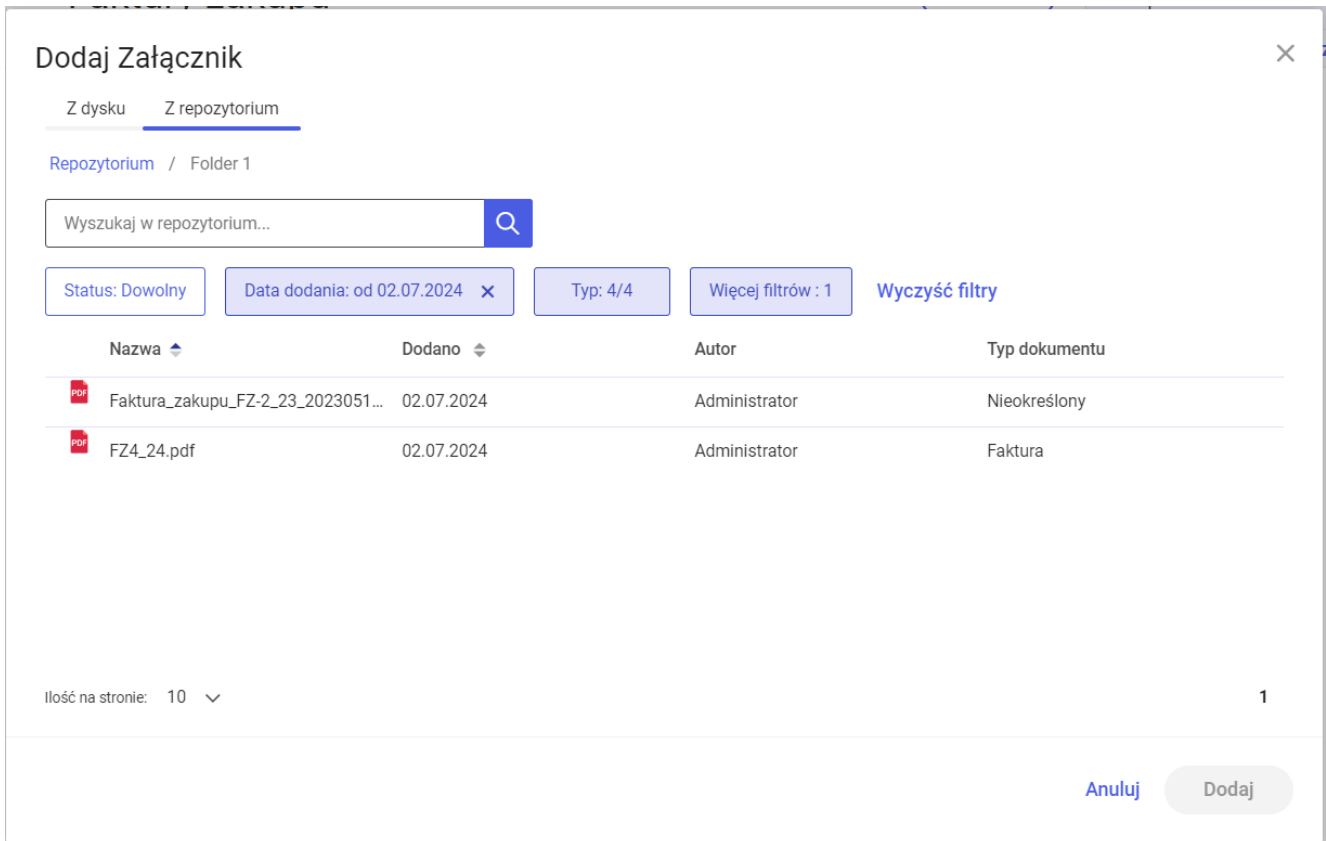 Dodaj Załącznik
Z dysku Z repozytorium
Repozytorium / Folder 1
Wyszukaj w repozytorium...
Status: Dowolny Data dodania: od 02.07.2024 Typ: 4/4 Więcej filtrów : 1 Wyczyść filtry
Nazwa Dodano Autor Typ dokumentu
PDF Faktura_zakupu_FZ-2_23_2023051... 02.07.2024 Administrator Nieokreślony
PDF FZ4_24.pdf 02.07.2024 Administrator Faktura
Ilość na stronie: 10 1
Anuluj Dodaj